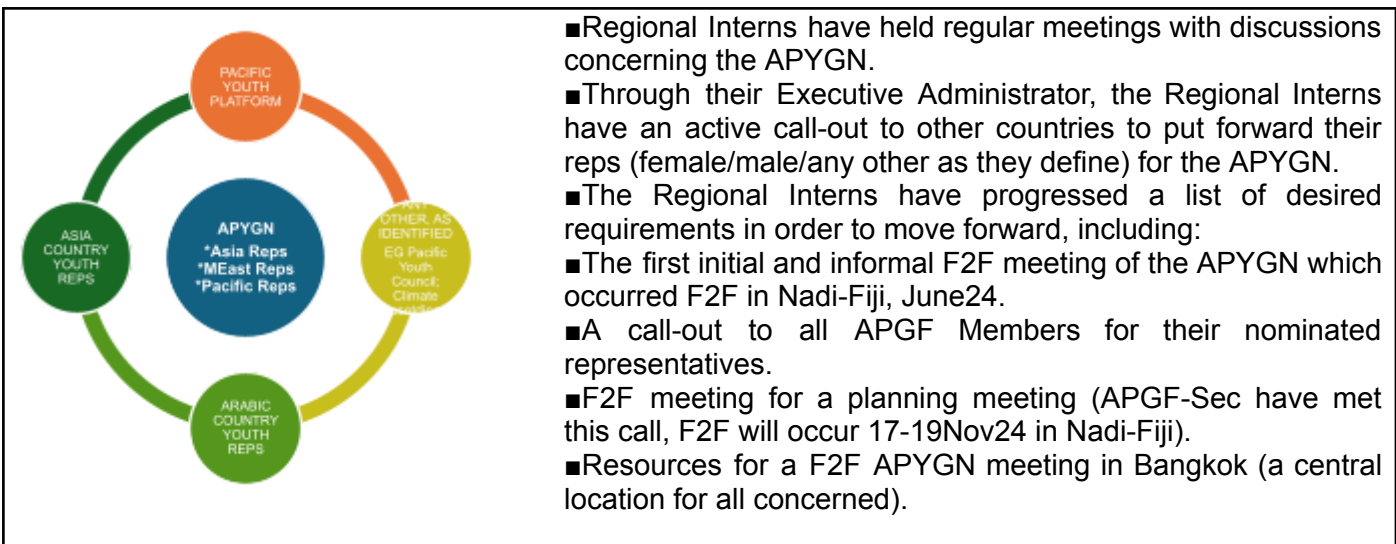 PACIFIC
YOUTH
PLATFORM
ANY
OTHER, AS
IDENTIFIED
EG Pacific
Youth
Council;
Climate
ARABIC
COUNTRY
YOUTH
REPS
ASIA
COUNTRY
YOUTH
REPS
APYGN
*Asia Reps
*MEast Reps
*Pacific Reps
■Regional Interns have held regular meetings with discussions
concerning the APYGN.
■Through their Executive Administrator, the Regional Interns
have an active call-out to other countries to put forward their
reps (female/male/any other as they define) for the APYGN.
■The Regional Interns have progressed a list of desired
requirements in order to move forward, including:
■The first initial and informal F2F meeting of the APYGN which
occurred F2F in Nadi-Fiji, June24.
■A call-out to all APGF Members for their nominated
representatives.
■F2F meeting for a planning meeting (APGF-Sec have met
this call, F2F will occur 17-19Nov24 in Nadi-Fiji).
■Resources for a F2F APYGN meeting in Bangkok (a central
location for all concerned).